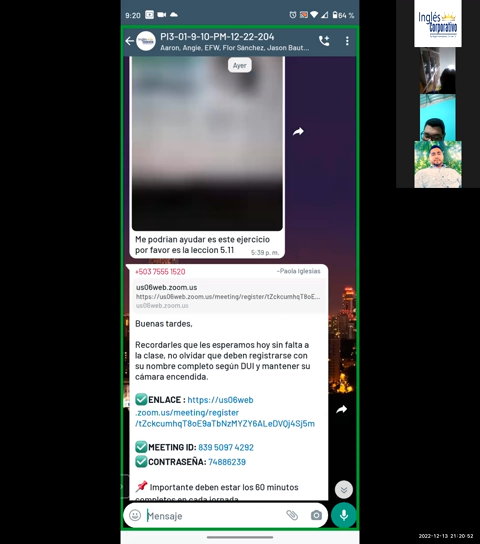 9:20
64 %
PI3-01-9-10-PM-12-22-204
Aaron, Angie, EFW, Flor Sánchez, Jason Baut...
Ayer
Me podrían ayudar es este ejercicio
por favor es la leccion 5.11
5:39 p. m.
+503 7555 1520
~Paola Iglesias
us06web.zoom.us
https://us06web.zoom.us/meeting/register/tZckcumhqT8oE...
us06web.zoom.us
Buenas tardes,
Recordarles que les esperamos hoy sin falta a
la clase, no olvidar que deben registrarse con
su nombre completo según DUI y mantener su
cámara encendida.
✅ENLACE : https://us06web
.zoom.us/meeting/register
/tZckcumhqT8oE9aTbNzMYZY6ALeDVQj4Sj5m
✅MEETING ID: 839 5097 4292
✅CONTRASEÑA: 74886239
📌 Importante deben estar los 60 minutos
completos en cada jornada
Mensaje
Inglés
corporativo
2022-12-13 21:20:52